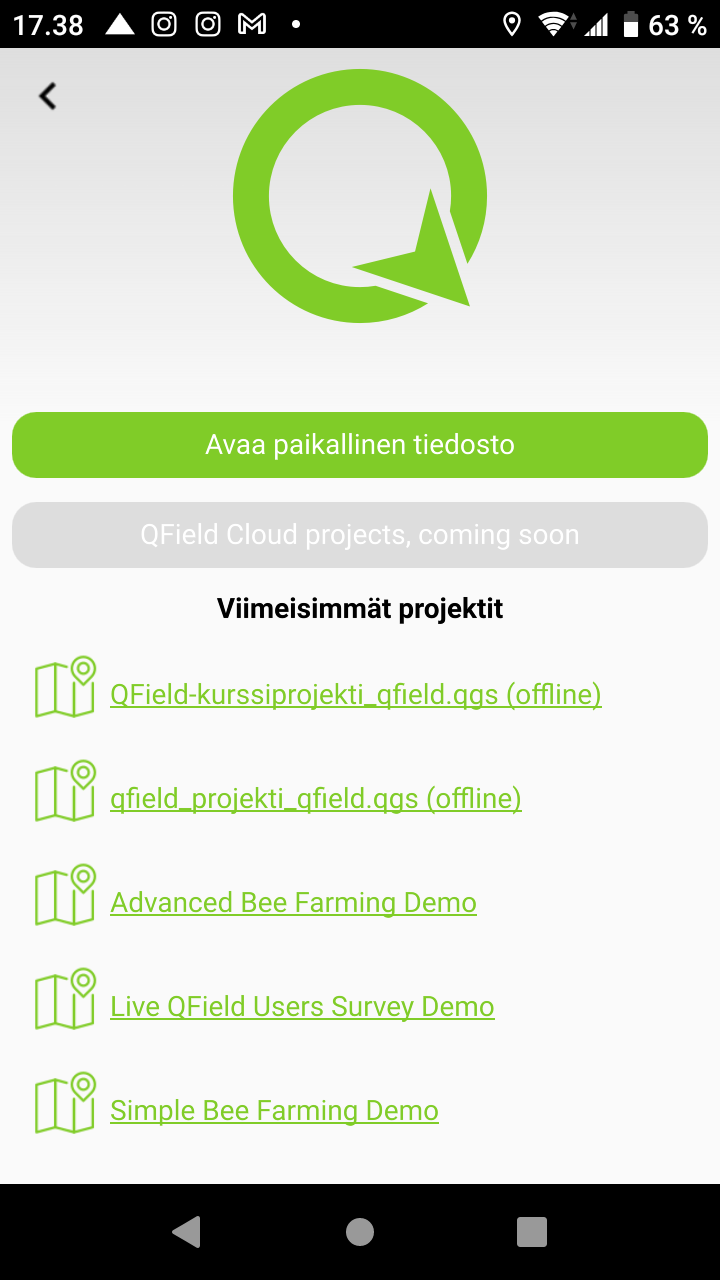 17.38
63 %
Avaa paikallinen tiedosto
QField Cloud projects, coming soon
Viimeisimmät projektit
QField-kurssiprojekti_qfield.qgs (offline)
qfield_projekti_qfield.qgs (offline)
Advanced Bee Farming Demo
Live QField Users Survey Demo
Simple Bee Farming Demo